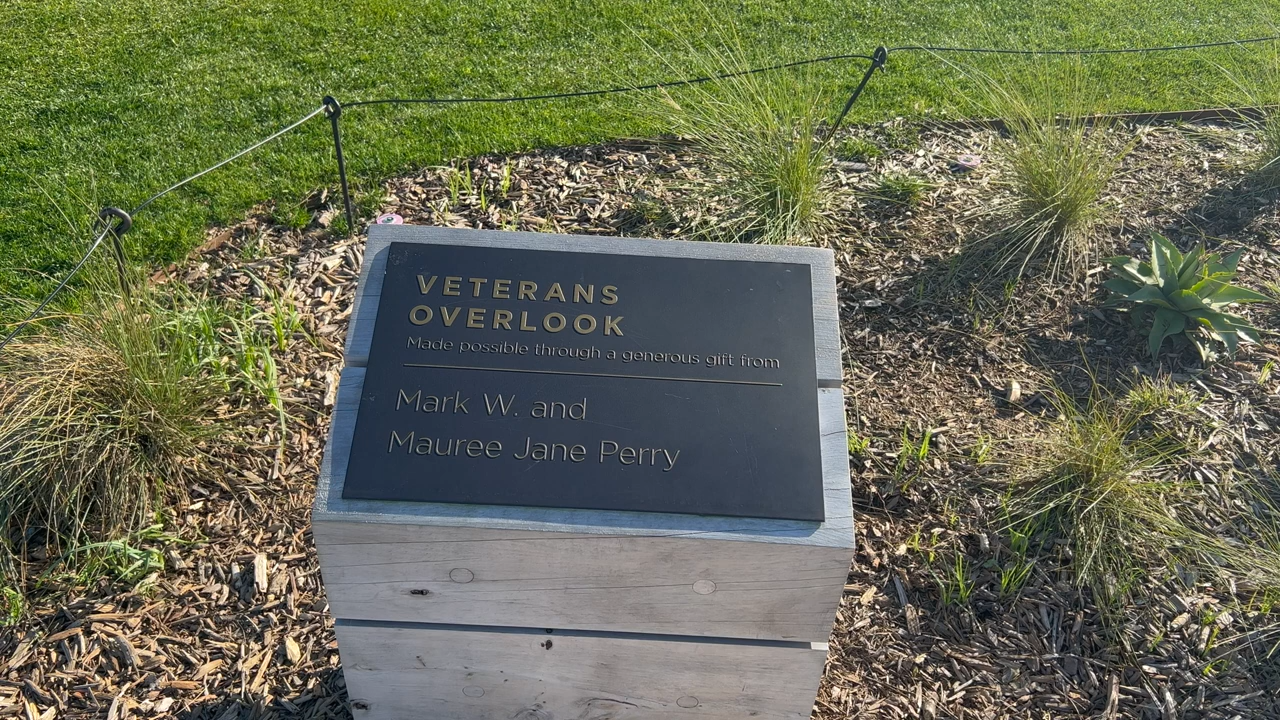 VETERANS
OVERLOOK
Made possible through a generous gift from
Mark W. and
Mauree Jane Perry